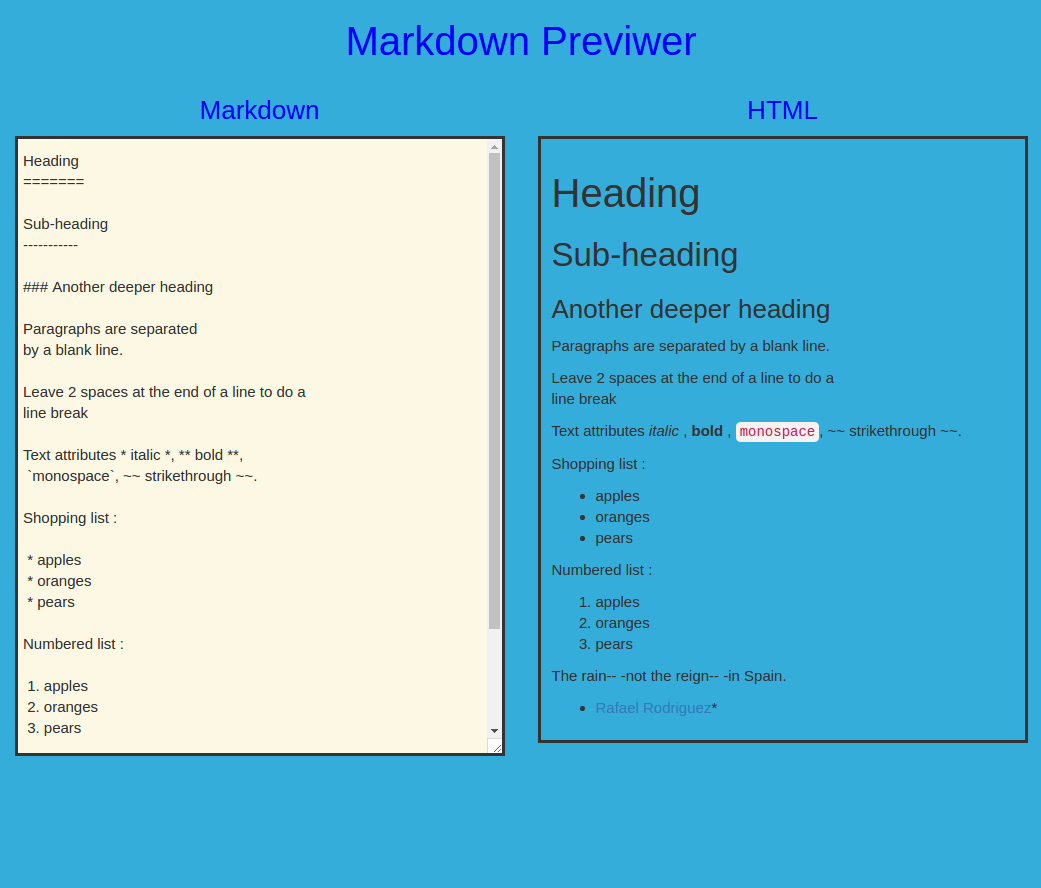 Markdown Previwer
Markdown
Heading
=======
Sub-heading
-----------
### Another deeper heading
Paragraphs are separated
by a blank line.
Leave 2 spaces at the end of a line to do a
line break
Text attributes * italic *, ** bold **,
`monospace`, ~~ strikethrough ~~.
Shopping list :
* apples
* oranges
* pears
Numbered list :
1. apples
2. oranges
3. pears
HTML
Heading
Sub-heading
Another deeper heading
Paragraphs are separated by a blank line.
Leave 2 spaces at the end of a line to do a
line break
Text attributes italic , bold , monospace, ~~ strikethrough ~~.
Shopping list :
• apples
• oranges
• pears
Numbered list :
1. apples
2. oranges
3. pears
The rain-- -not the reign-- -in Spain.
• Rafael Rodriguez*